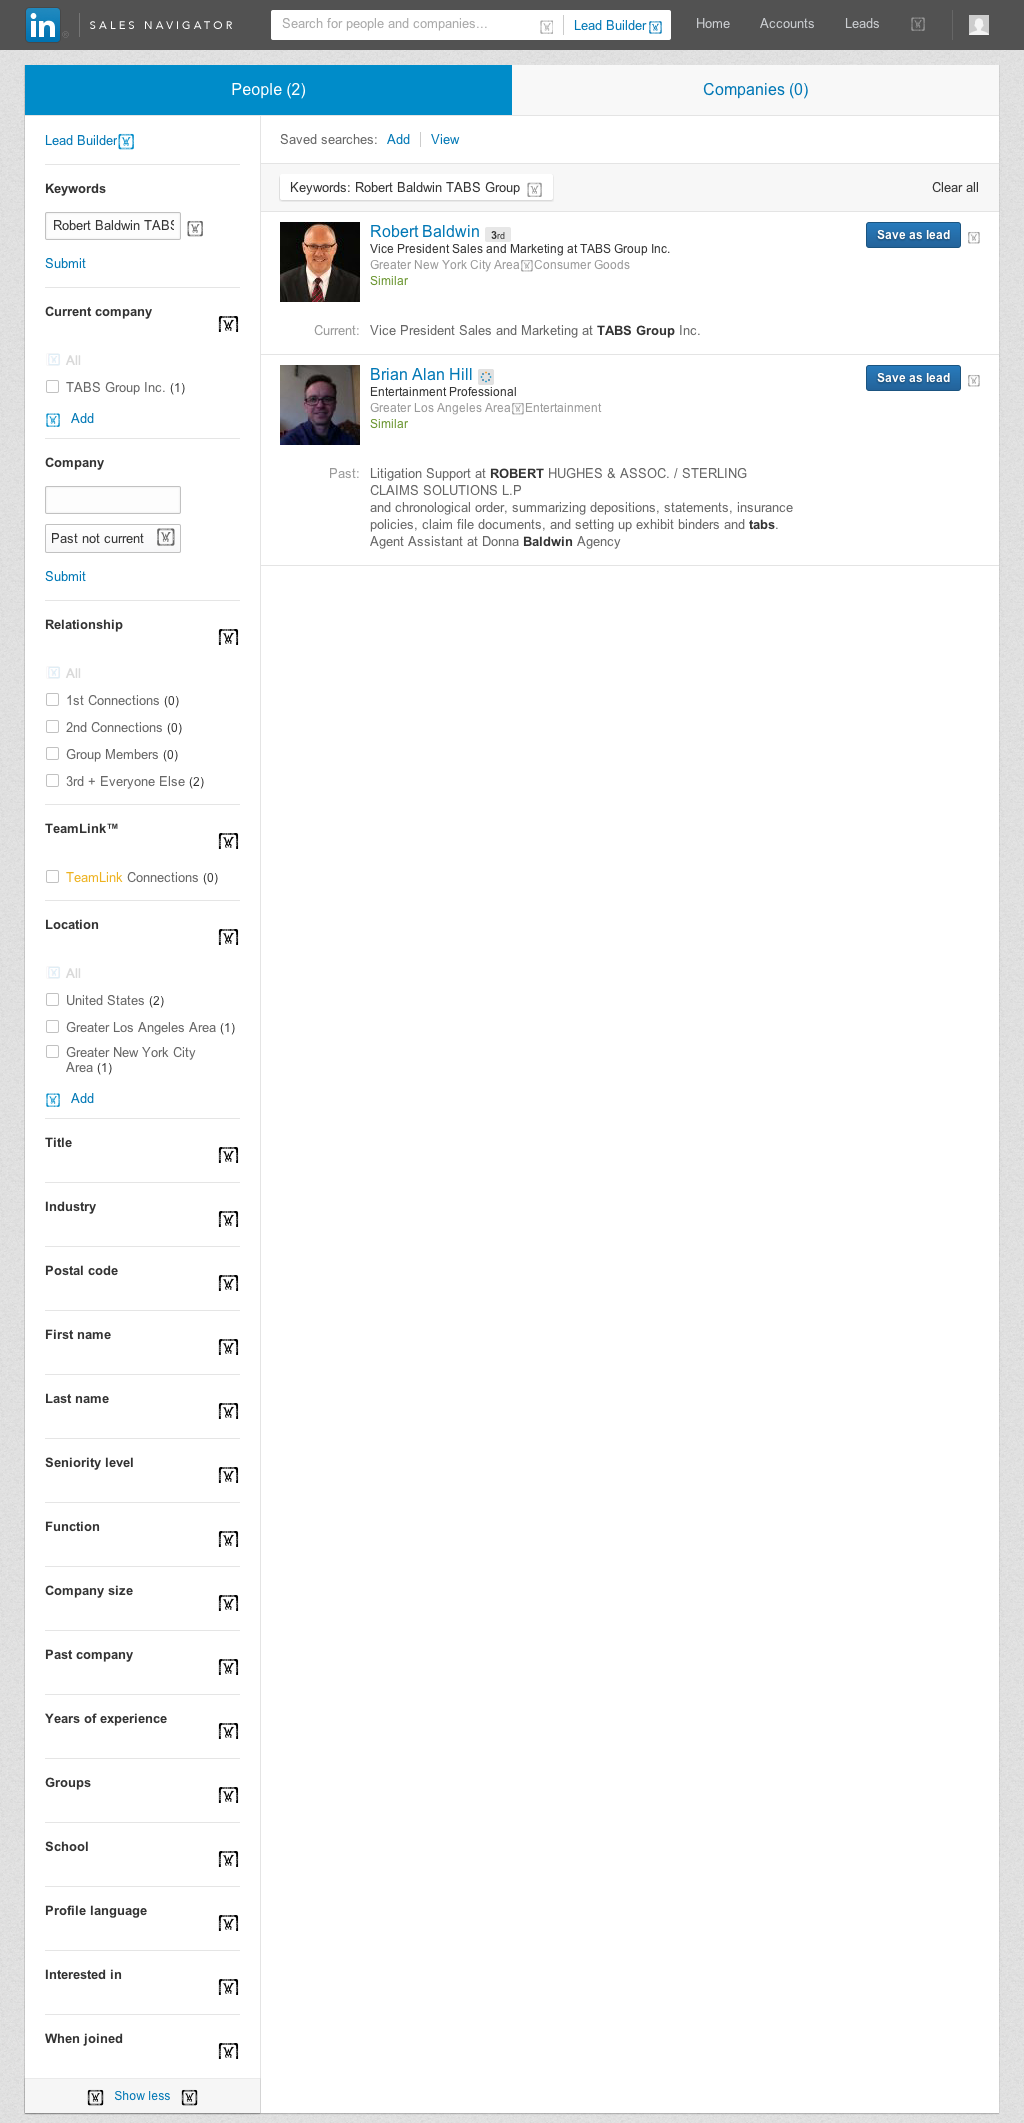 in SALES NAVIGATOR
Search for people and companies...
Lead Builder
Home
Accounts
Leads
People (2)
Companies (0)
Lead Builder
Keywords
Robert Baldwin TABS
Submit
Current company
All
TABS Group Inc. (1)
Add
Company
Past not current
Submit
Relationship
All
1st Connections (0)
2nd Connections (0)
Group Members (0)
3rd + Everyone Else (2)
TeamLink™
TeamLink Connections (0)
Location
All
United States (2)
Greater Los Angeles Area (1)
Greater New York City
Area (1)
Add
Title
Industry
Postal code
First name
Last name
Seniority level
Function
Company size
Past company
Years of experience
Groups
School
Profile language
Interested in
When joined
Show less
Saved searches: Add View
Keywords: Robert Baldwin TABS Group
Clear all
Robert Baldwin 3rd
Save as lead
Vice President Sales and Marketing at TABS Group Inc.
Greater New York City Area Consumer Goods
Similar
Current: Vice President Sales and Marketing at TABS Group Inc.
Brian Alan Hill
Save as lead
Entertainment Professional
Greater Los Angeles Area Entertainment
Similar
Past: Litigation Support at ROBERT HUGHES & ASSOC. / STERLING
CLAIMS SOLUTIONS L.P
and chronological order, summarizing depositions, statements, insurance
policies, claim file documents, and setting up exhibit binders and tabs.
Agent Assistant at Donna Baldwin Agency